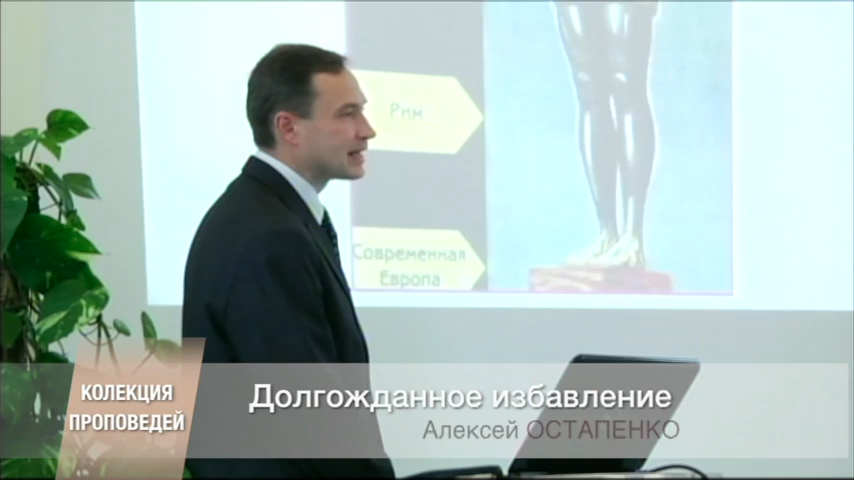 Рим
Современная
Европа
КОЛЕКЦИЯ
ПРОПОВЕДЕЙ
Долгожданное избавление
Алексей ОСТАПЕНКО